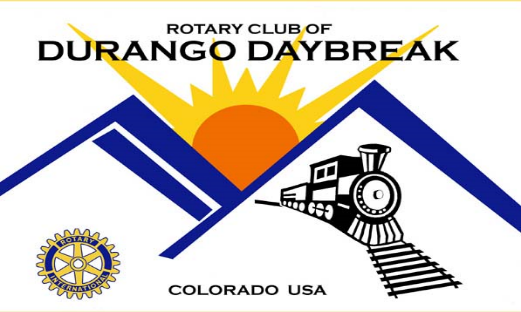 ROTARY CLUB OF
DURANGO DAYBREAK
ROTARY
INTERNATIONAL
COLORADO USA